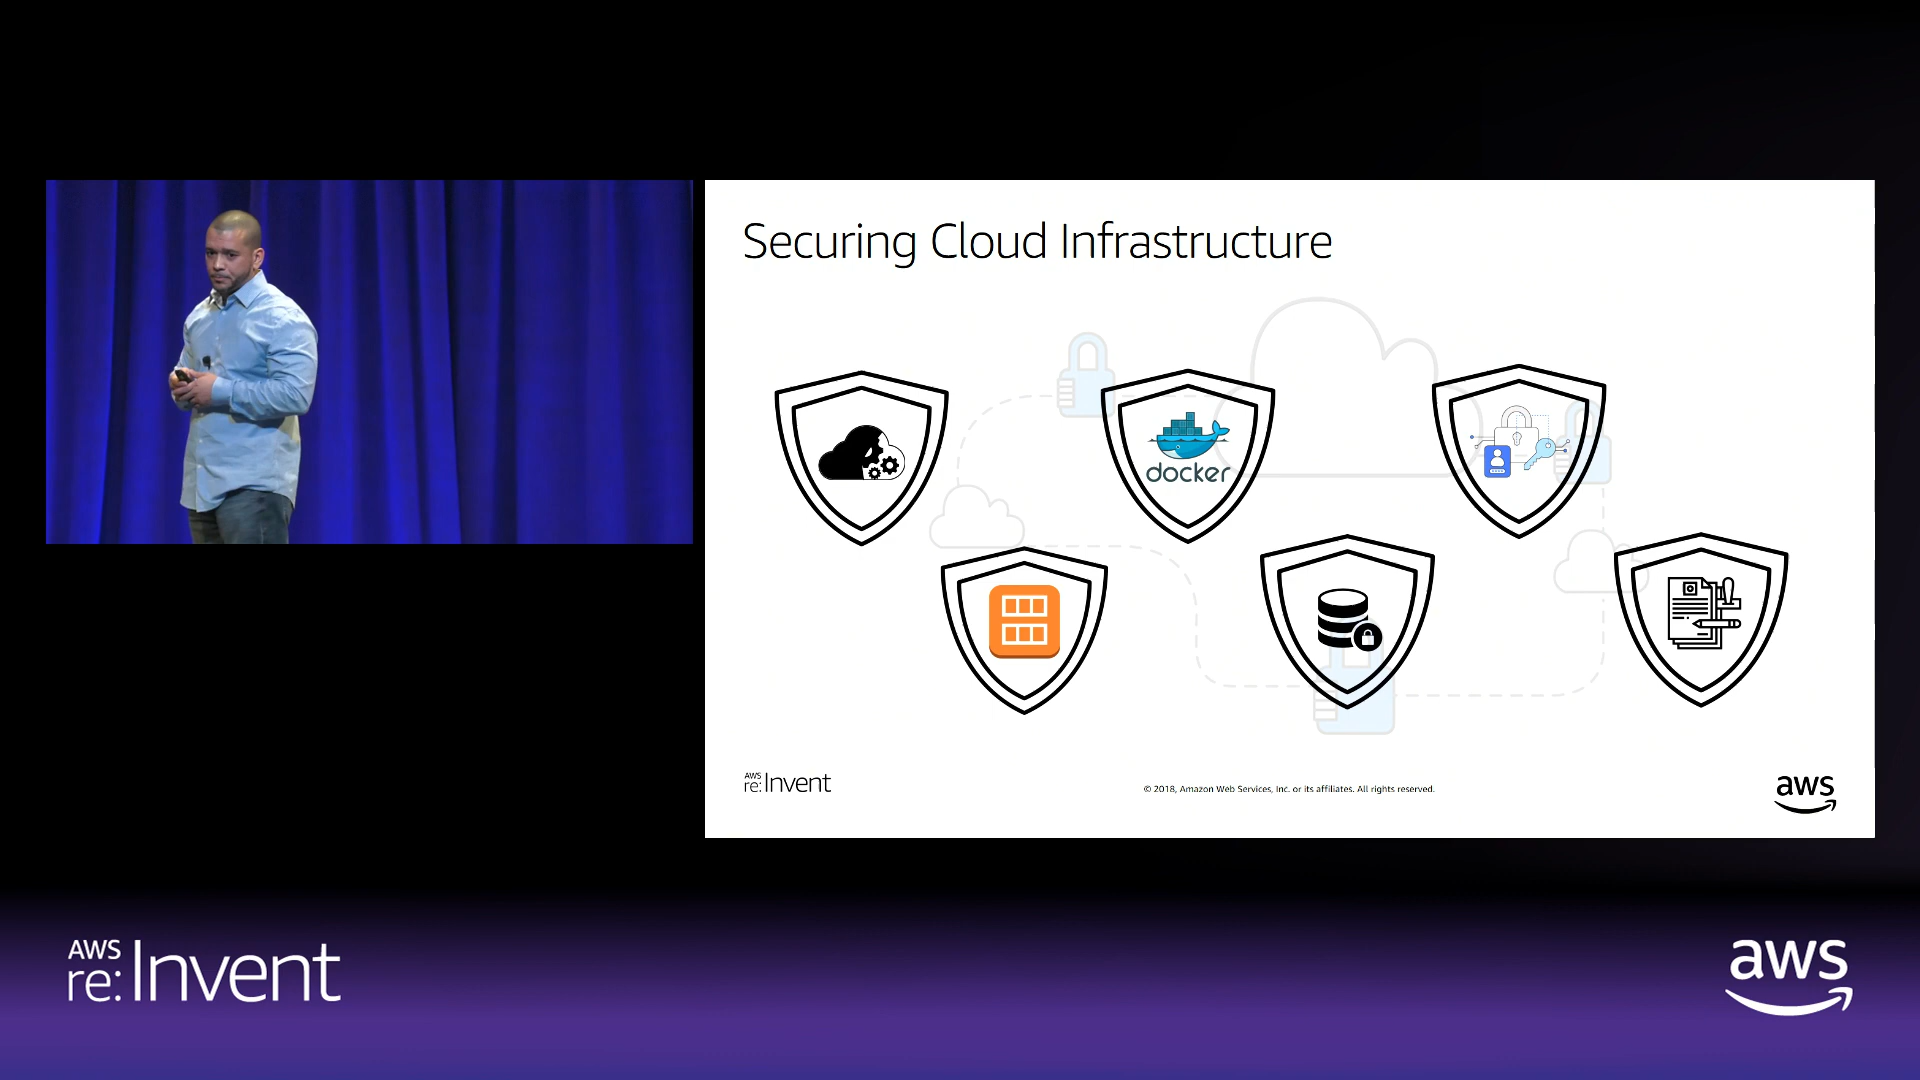 Securing Cloud Infrastructure
docker
AWS
re:Invent
© 2018, Amazon Web Services, Inc. or its affiliates. All rights reserved.
aws
AWS
re:Invent
aws